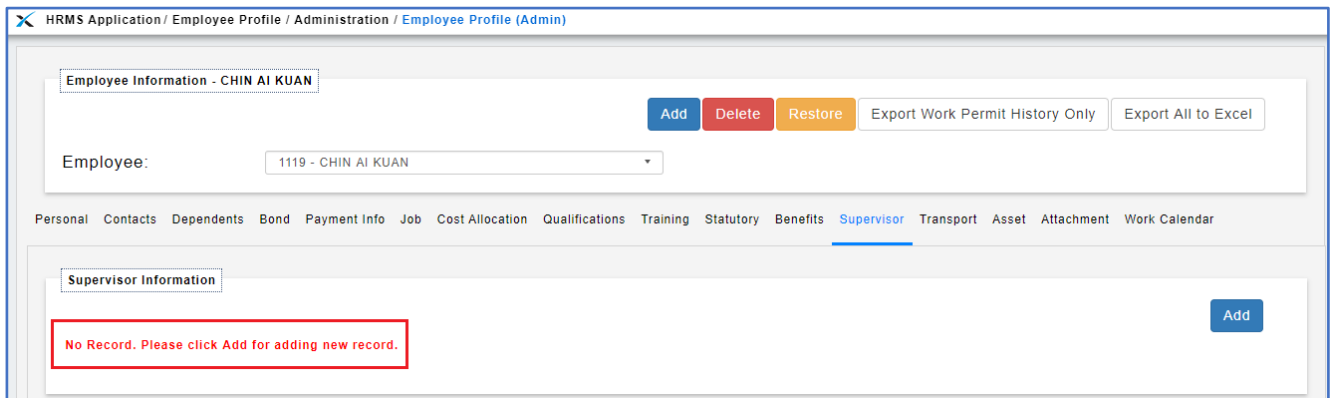 HRMS Application / Employee Profile / Administration / Employee Profile (Admin)
Employee Information - CHIN AI KUAN
Add Delete Restore Export Work Permit History Only Export All to Excel
Employee: 1119 - CHIN AI KUAN
Personal Contacts Dependents Bond Payment Info Job Cost Allocation Qualifications Training Statutory Benefits Supervisor Transport Asset Attachment Work Calendar
Supervisor Information
Add
No Record. Please click Add for adding new record.